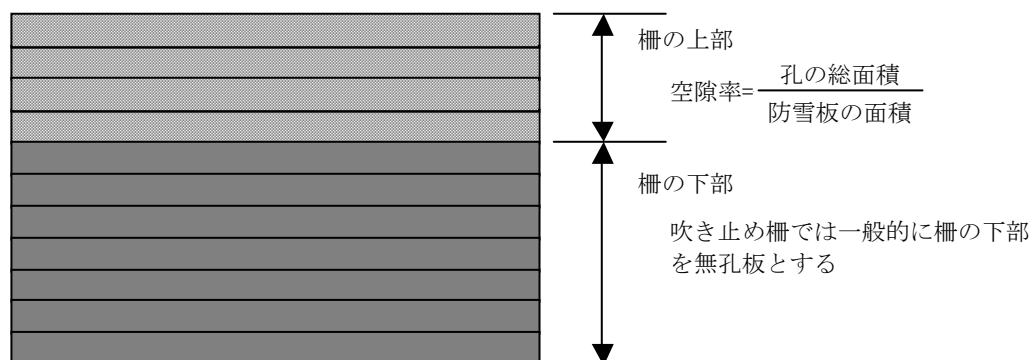 柵の上部
空隙率=孔の総面積/防雪板の面積
柵の下部
吹き止め柵では一般的に柵の下部
を無孔板とする